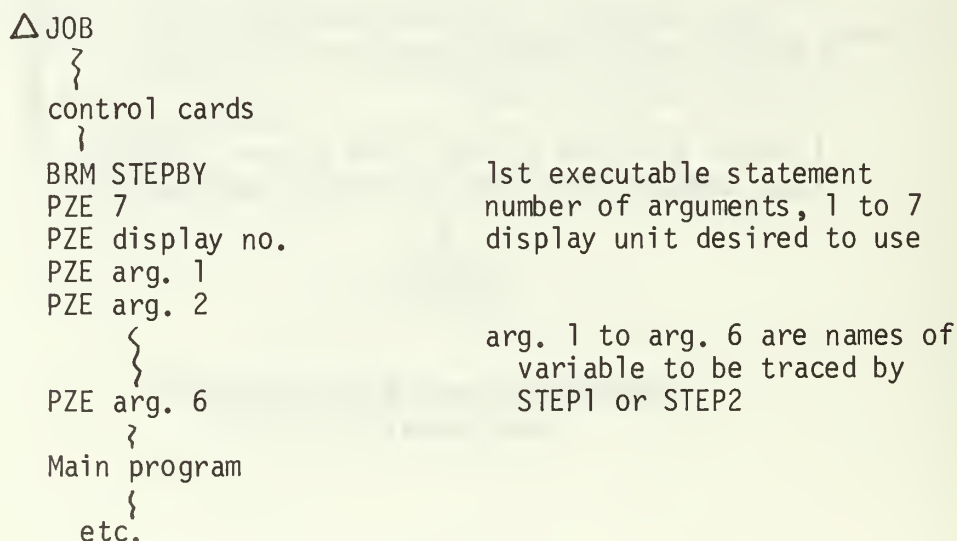 Δ JOB
control cards
BRM STEPBY 1st executable statement
PZE 7 number of arguments, 1 to 7
PZE display no. display unit desired to use
PZE arg. 1
PZE arg. 2
arg. 1 to arg. 6 are names of
variable to be traced by
PZE arg. 6 STEP1 or STEP2
Main program
etc.